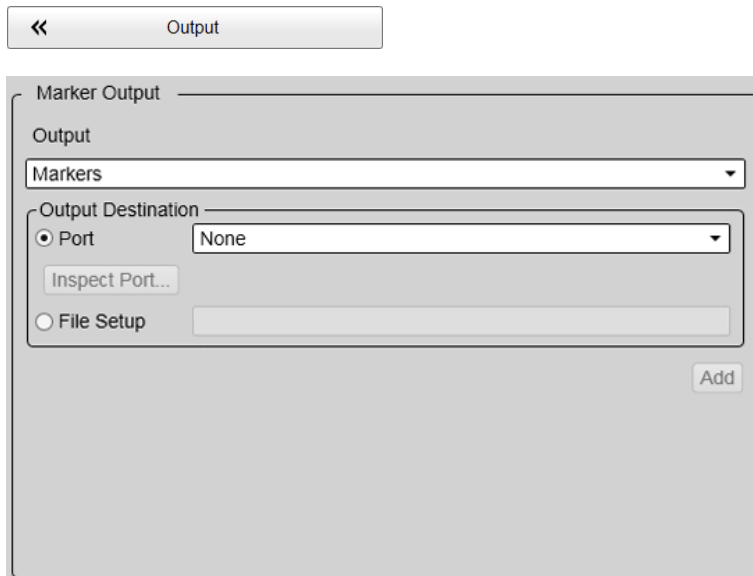 Output
Marker Output
Output
Markers
Output Destination
Port None
Inspect Port...
File Setup
Add